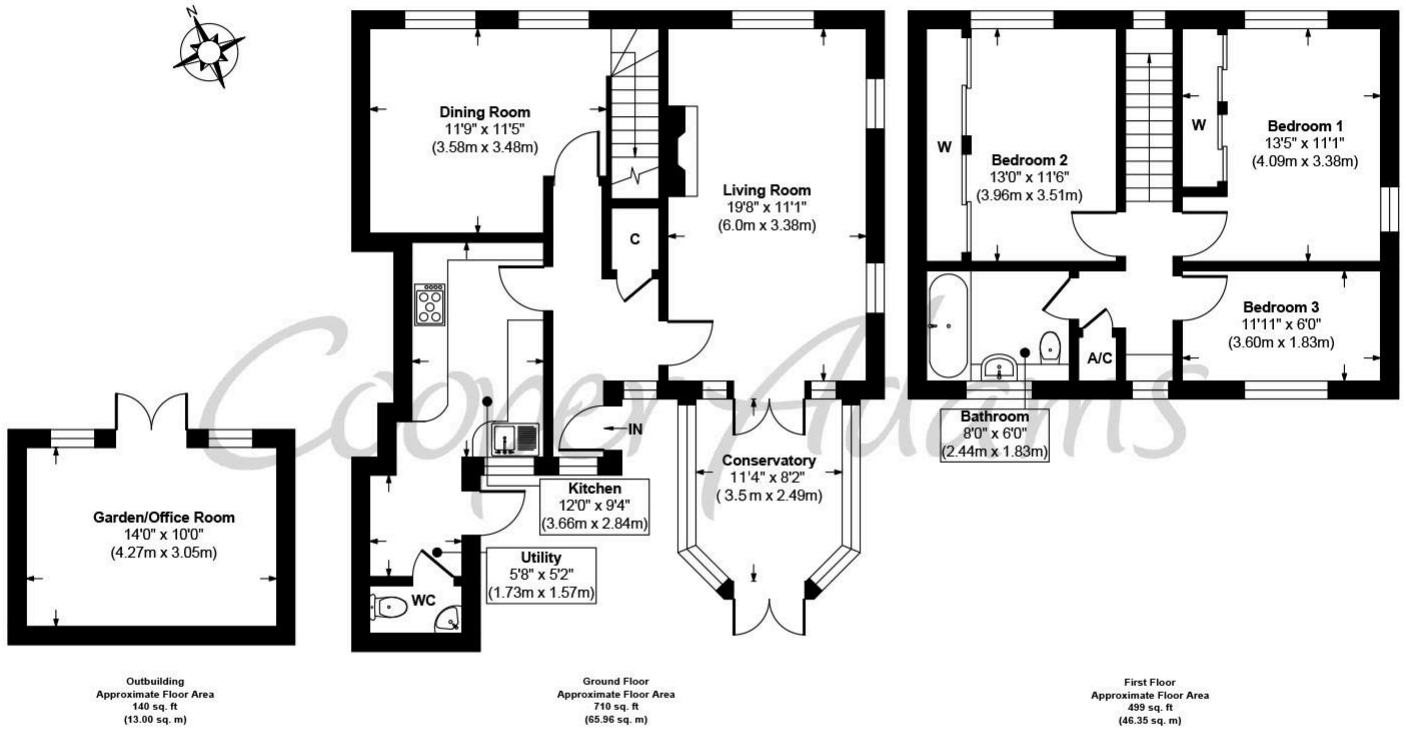 N
Dining Room
11'9" x 11'5"
(3.58m x 3.48m)
Living Room
19'8" x 11'1"
(6.0m x 3.38m)
C
W
Bedroom 2
13'0" x 11'6"
(3.96m x 3.51m)
W
Bedroom 1
13'5" x 11'1"
(4.09m x 3.38m)
Bedroom 3
11'11" x 6'0"
(3.60m x 1.83m)
A/C
Bathroom
8'0" x 6'0"
(2.44m x 1.83m)
Cooper Adams
IN
Conservatory
11'4" x 8'2"
( 3.5 m x 2.49m)
Kitchen
12'0" x 9'4"
(3.66m x 2.84m)
Utility
5'8" x 5'2"
(1.73m x 1.57m)
WC
Garden/Office Room
14'0" x 10'0"
(4.27m x 3.05m)
Outbuilding
Approximate Floor Area
140 sq. ft
(13.00 sq. m)
Ground Floor
Approximate Floor Area
710 sq. ft
(65.96 sq. m)
First Floor
Approximate Floor Area
499 sq. ft
(46.35 sq. m)